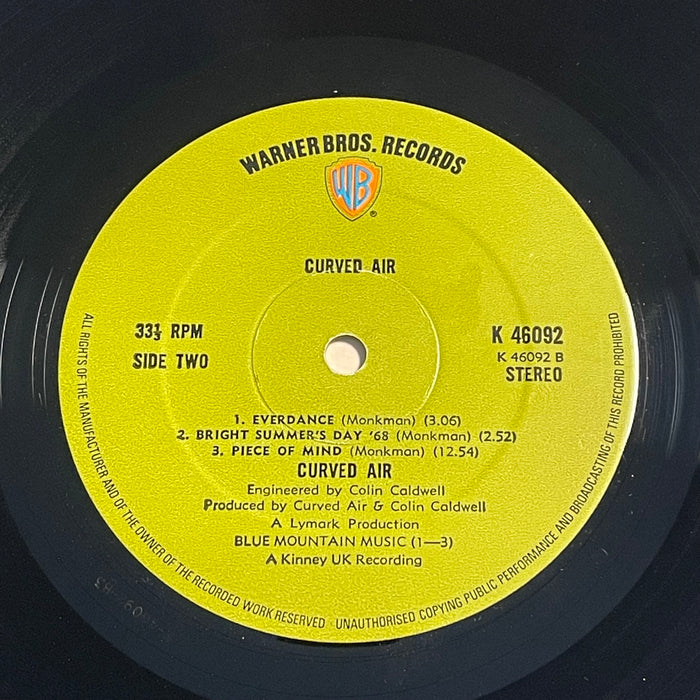 WARNER BROS. RECORDS
WB
®
CURVED AIR
33⅓ RPM
SIDE TWO
K 46092
K 46092 B
STEREO
1. EVERDANCE (Monkman) (3.06)
2. BRIGHT SUMMER'S DAY '68 (Monkman) (2.52)
3. PIECE OF MIND (Monkman) (12.54)
CURVED AIR
Engineered by Colin Caldwell
Produced by Curved Air & Colin Caldwell
A Lymark Production
BLUE MOUNTAIN MUSIC (1—3)
A Kinney UK Recording
ALL RIGHTS OF THE MANUFACTURER AND OF THE OWNER OF THE RECORDED WORK RESERVED · UNAUTHORISED COPYING PUBLIC PERFORMANCE AND BROADCASTING OF THIS RECORD PROHIBITED